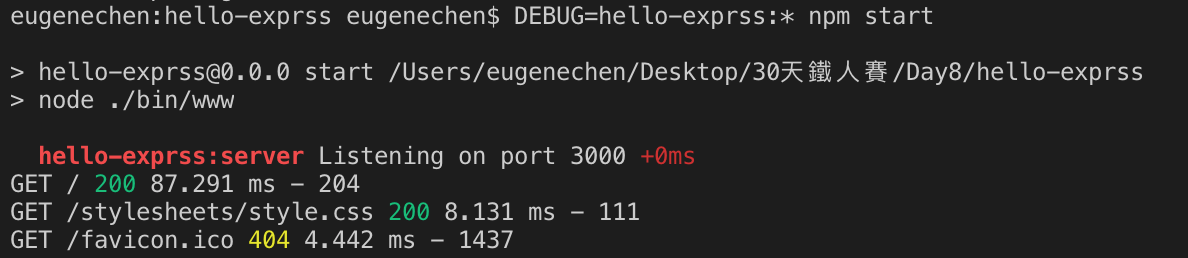 eugenechen:hello-exprss eugenechen$ DEBUG=hello-exprss:* npm start
> hello-exprss@0.0.0 start /Users/eugenechen/Desktop/30天鐵人賽/Day8/hello-exprss
> node ./bin/www
hello-exprss:server Listening on port 3000 +0ms
GET / 200 87.291 ms - 204
GET /stylesheets/style.css 200 8.131 ms - 111
GET /favicon.ico 404 4.442 ms - 1437